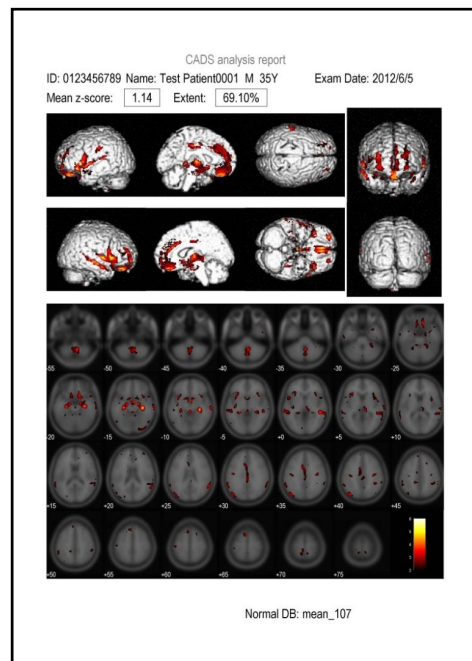 CADS analysis report
ID: 0123456789 Name: Test Patient0001 M 35Y Exam Date: 2012/6/5
Mean z-score: 1.14 Extent: 69.10%
-55 -50 -45 -40 -35 -30 -25
-20 -15 -10 -5 +0 +5 +10
+15 +20 +25 +30 +35 +40 +45
+50 +55 +60 +65 +70 +75
Normal DB: mean_107